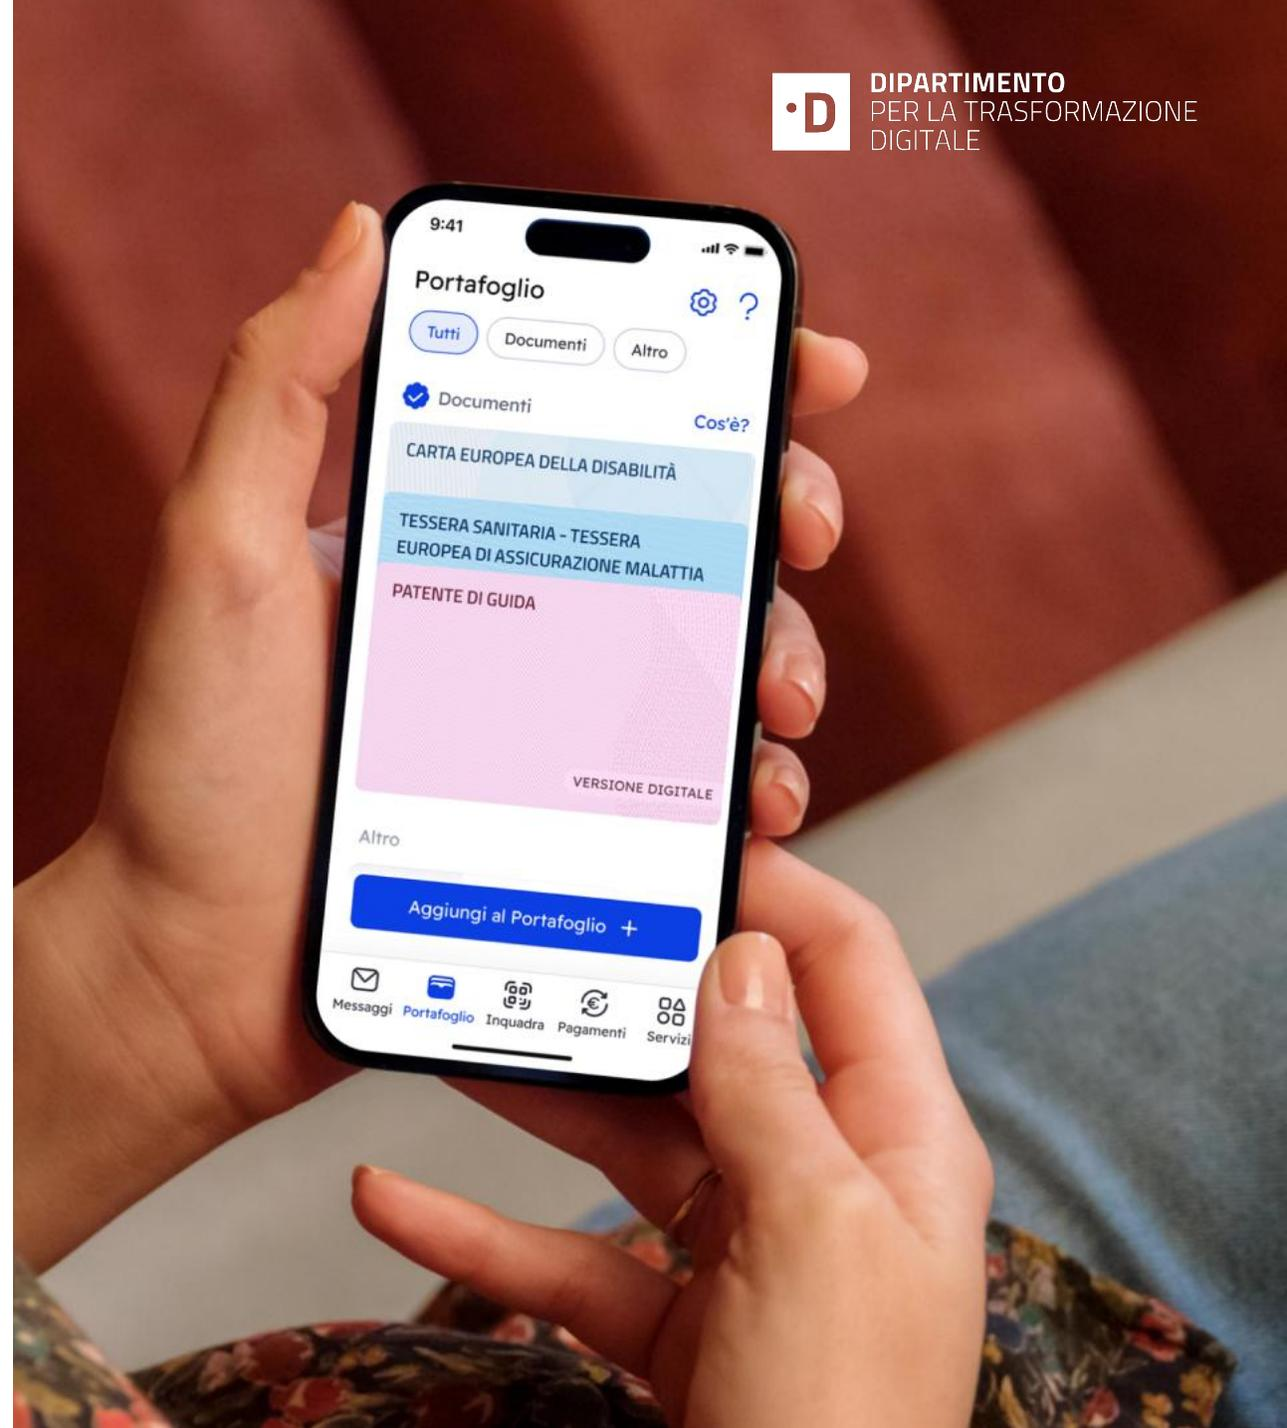 DIPARTIMENTO
PER LA TRASFORMAZIONE
DIGITALE
·D
9:41
Portafoglio
Tutti
Documenti
Altro
Documenti
Cos'è?
CARTA EUROPEA DELLA DISABILITÀ
TESSERA SANITARIA - TESSERA
EUROPEA DI ASSICURAZIONE MALATTIA
PATENTE DI GUIDA
VERSIONE DIGITALE
Altro
Aggiungi al Portafoglio +
Messaggi
Portafoglio
Inquadra
Pagamenti
Servizi